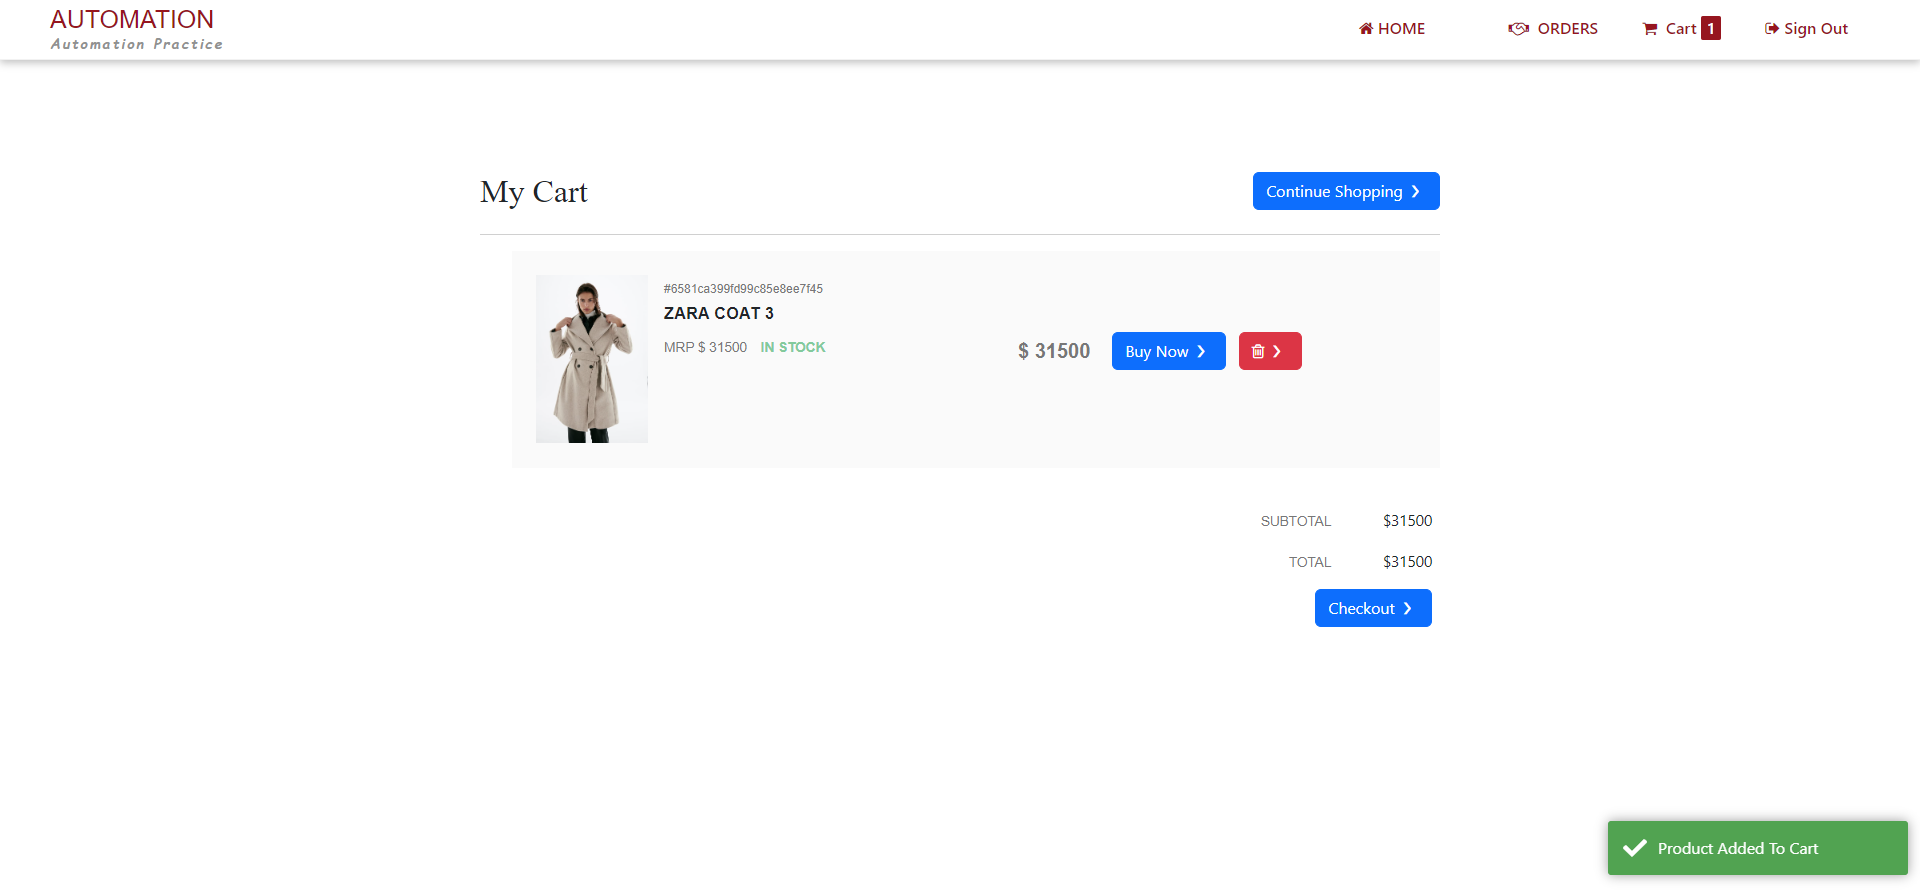 AUTOMATION
Automation Practice
HOME
ORDERS
Cart 1
Sign Out
My Cart
Continue Shopping
#6581ca399fd99c85e8ee7f45
ZARA COAT 3
MRP $ 31500 IN STOCK
$ 31500
Buy Now
SUBTOTAL $31500
TOTAL $31500
Checkout
Product Added To Cart